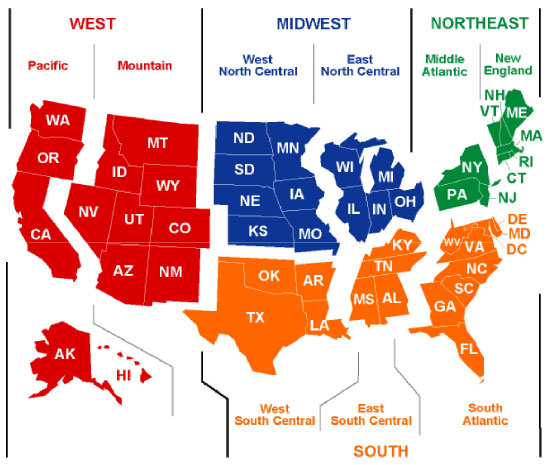 WEST
MIDWEST
NORTHEAST
Pacific
Mountain
West
North Central
East
North Central
Middle
Atlantic
New
England
WA
OR
CA
NV
ID
MT
WY
UT
CO
AZ
NM
AK
HI
ND
SD
NE
KS
MN
IA
MO
WI
MI
IL
IN
OH
NH
VT
ME
MA
RI
CT
NY
PA
NJ
OK
TX
AR
LA
KY
TN
MS
AL
DE
MD
DC
WV
VA
NC
SC
GA
FL
West
South Central
East
South Central
South
Atlantic
SOUTH